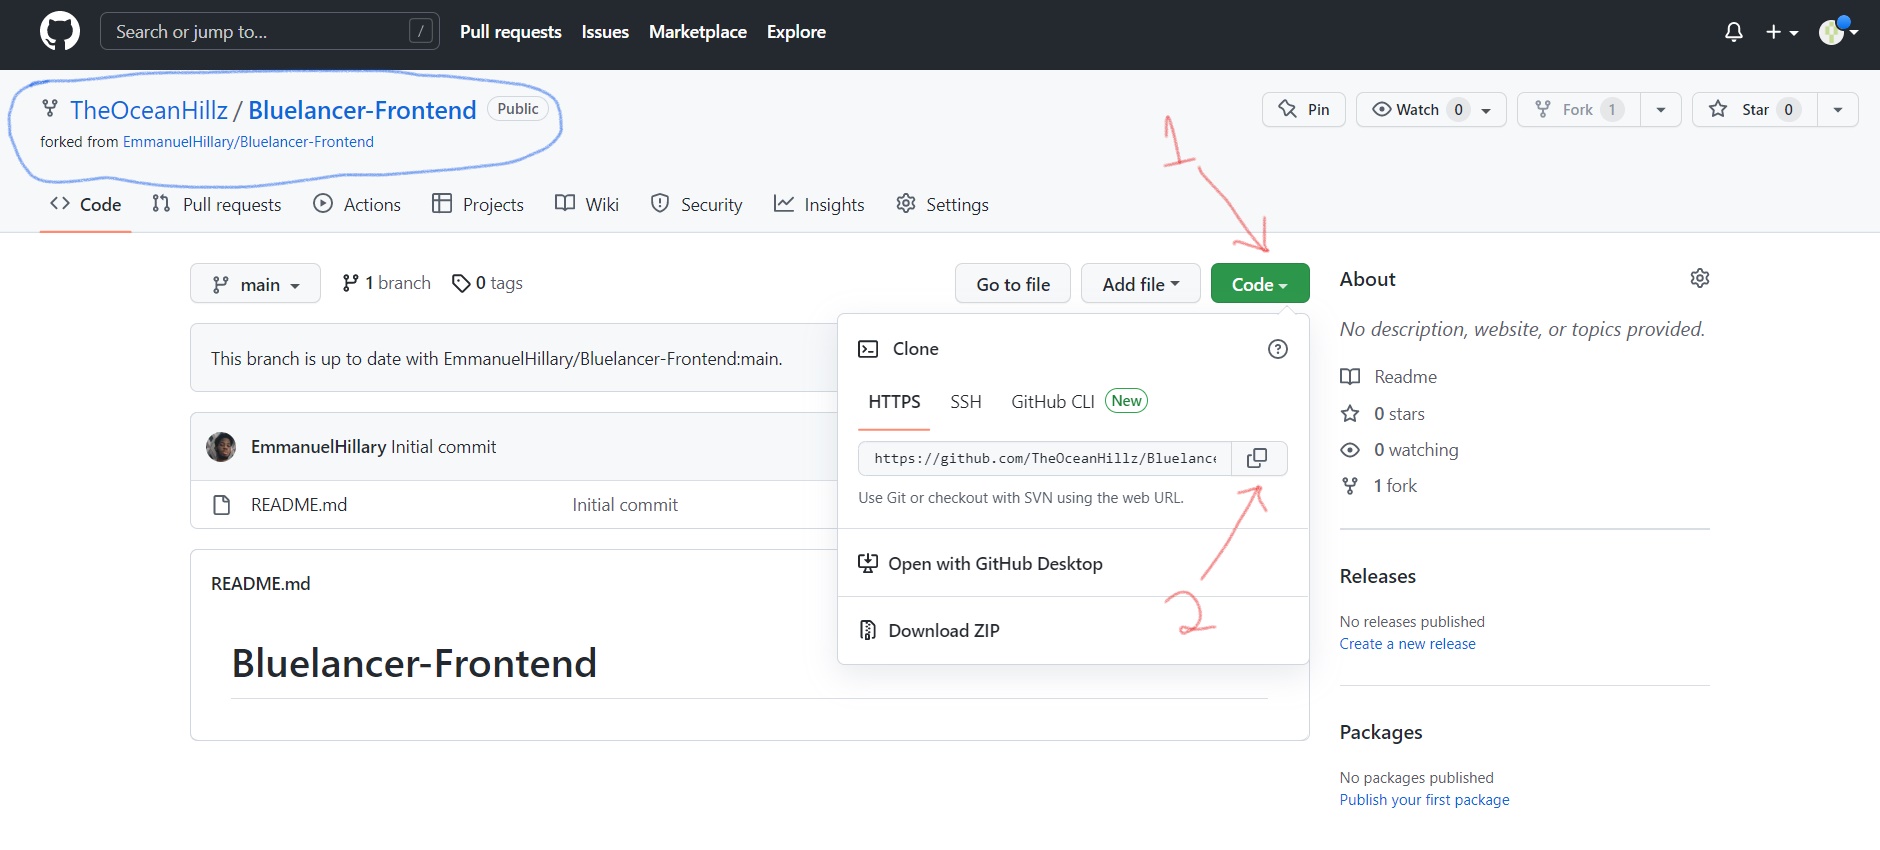 Search or jump to... /
Pull requests Issues Marketplace Explore
TheOceanHillz / Bluelancer-Frontend Public
forked from EmmanuelHillary/Bluelancer-Frontend
Pin Watch 0 Fork 1 Star 0
1
Code Pull requests Actions Projects Wiki Security Insights Settings
main 1 branch 0 tags
Go to file Add file Code
This branch is up to date with EmmanuelHillary/Bluelancer-Frontend:main.
EmmanuelHillary Initial commit
README.md Initial commit
README.md
Bluelancer-Frontend
Clone
HTTPS SSH GitHub CLI New
https://github.com/TheOceanHillz/Bluelance
Use Git or checkout with SVN using the web URL.
Open with GitHub Desktop
Download ZIP
2
About
No description, website, or topics provided.
Readme
0 stars
0 watching
1 fork
Releases
No releases published
Create a new release
Packages
No packages published
Publish your first package